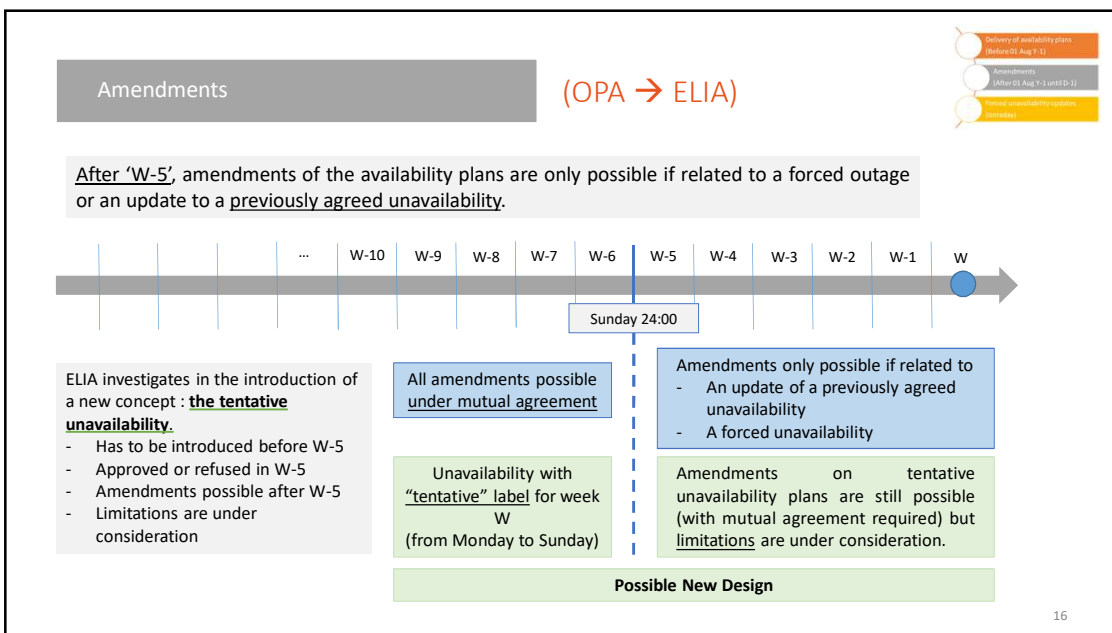 Delivery of availability plans
(Before 01 Aug Y-1)
Amendments
(After 01 Aug Y-1 until D-1)
Forced unavailability updates
(Intraday)
Amendments
(OPA → ELIA)
After 'W-5', amendments of the availability plans are only possible if related to a forced outage
or an update to a previously agreed unavailability.
... W-10 W-9 W-8 W-7 W-6 W-5 W-4 W-3 W-2 W-1 W
Sunday 24:00
ELIA investigates in the introduction of
a new concept : the tentative
unavailability.
- Has to be introduced before W-5
- Approved or refused in W-5
- Amendments possible after W-5
- Limitations are under
consideration
All amendments possible
under mutual agreement
Amendments only possible if related to
- An update of a previously agreed
unavailability
- A forced unavailability
Unavailability with
"tentative" label for week
W
(from Monday to Sunday)
Amendments on tentative
unavailability plans are still possible
(with mutual agreement required) but
limitations are under consideration.
Possible New Design
16